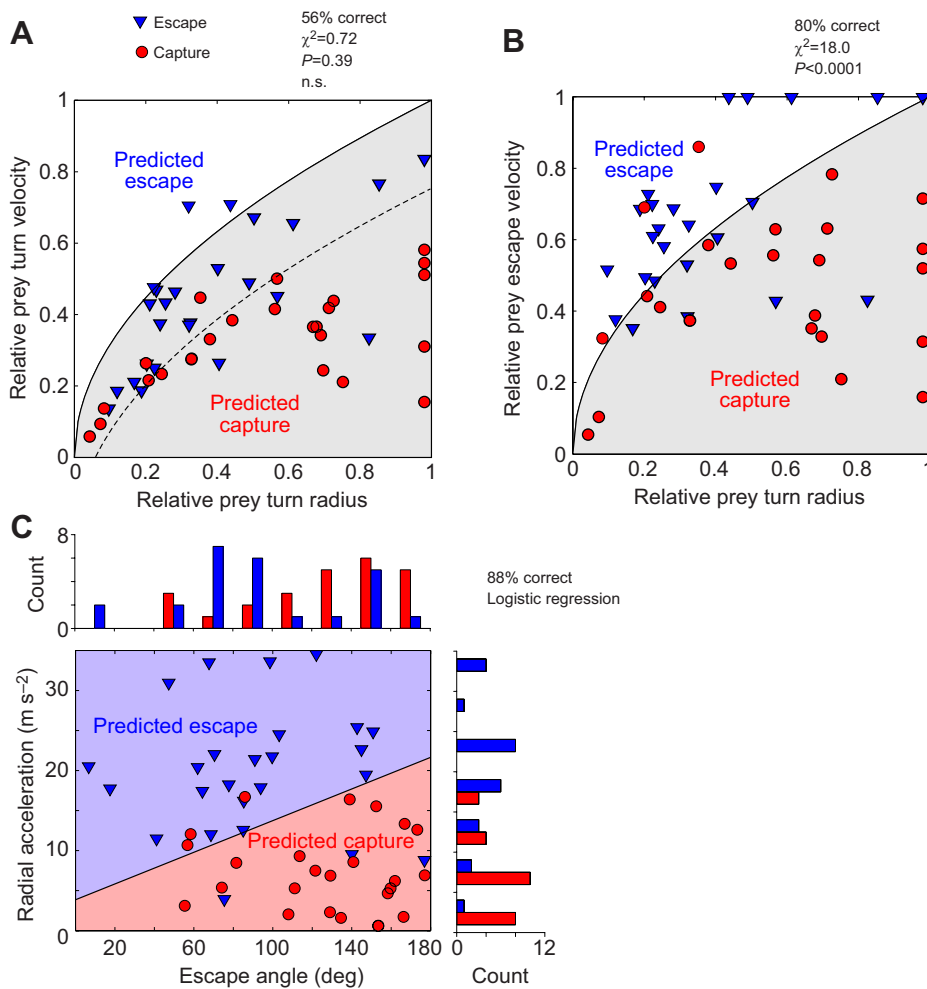 A
Escape
Capture
56% correct
χ²=0.72
P=0.39
n.s.
1
0.8
0.6
0.4
0.2
0
Relative prey turn velocity
Predicted
escape
Predicted
capture
0 0.2 0.4 0.6 0.8 1
Relative prey turn radius
B
80% correct
χ²=18.0
P<0.0001
1
0.8
0.6
0.4
0.2
0
Relative prey escape velocity
Predicted
escape
Predicted
capture
0 0.2 0.4 0.6 0.8 1
Relative prey turn radius
C
8
4
0
Count
88% correct
Logistic regression
30
20
10
0
Radial acceleration (m s−2)
Predicted escape
Predicted capture
20 60 100 140 180
Escape angle (deg)
0 4 12
Count